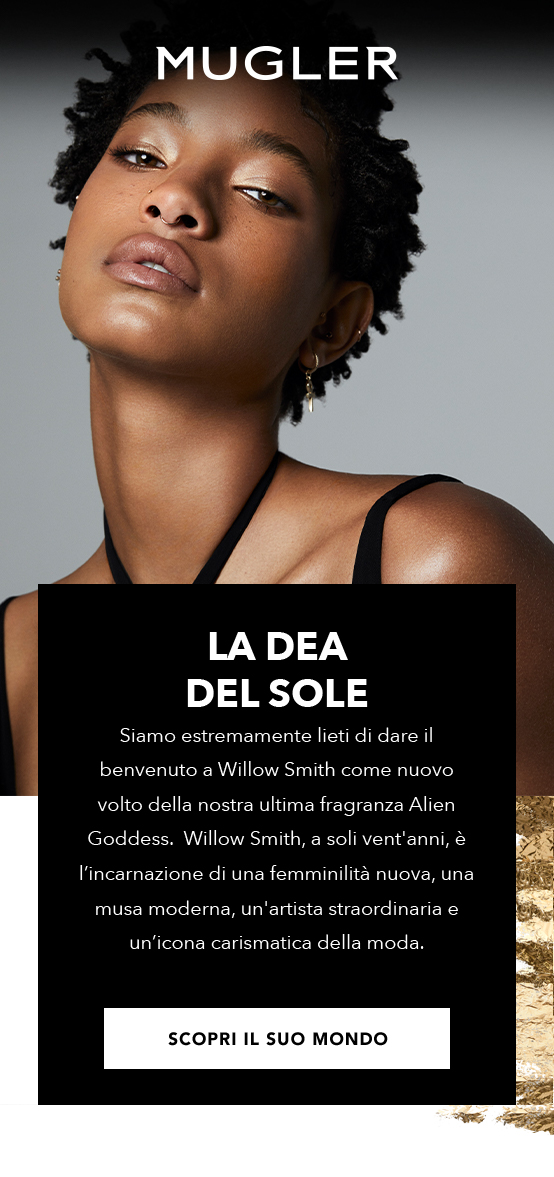 MUGLER
LA DEA
DEL SOLE
Siamo estremamente lieti di dare il
benvenuto a Willow Smith come nuovo
volto della nostra ultima fragranza Alien
Goddess.  Willow Smith, a soli vent'anni, è
l’incarnazione di una femminilità nuova, una
musa moderna, un'artista straordinaria e
un’icona carismatica della moda.
SCOPRI IL SUO MONDO